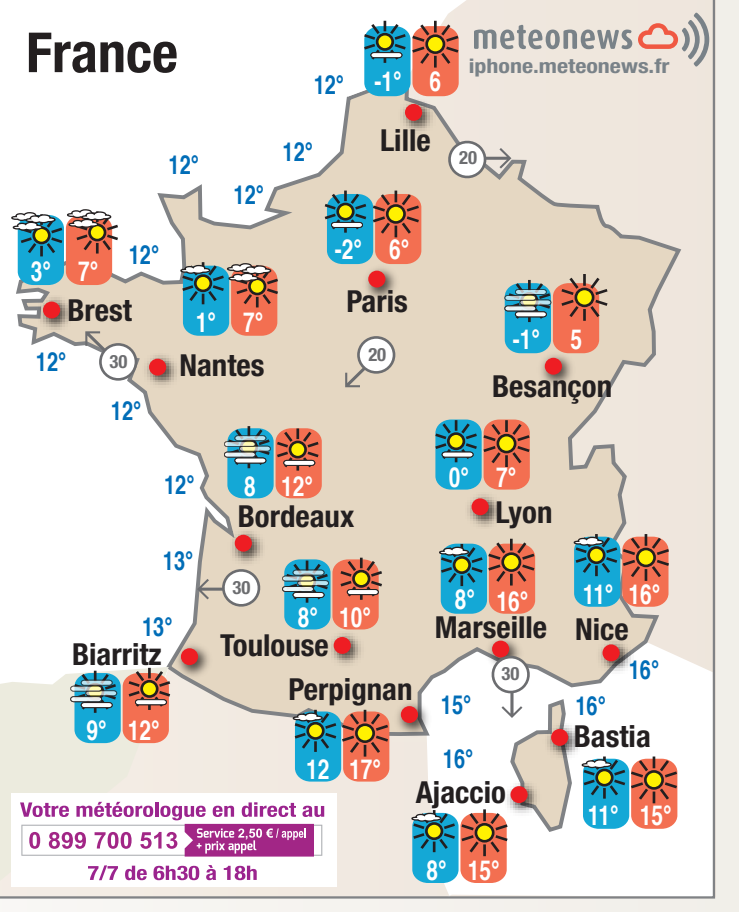 France
meteonews
iphone.meteonews.fr
-1° 6
12°
Lille
20
12°
12°
12°
-2° 6°
Paris
3° 7°
12°
1° 7°
Brest
-1° 5
Besançon
12°
30
Nantes
20
12°
8 12°
Bordeaux
0° 7°
Lyon
12°
13°
30
8° 10°
Toulouse
8° 16°
Marseille
11° 16°
Nice
13°
Biarritz
9° 12°
16°
30
Perpignan
12 17°
15°
16°
Bastia
11° 15°
16°
Ajaccio
8° 15°
Votre météorologue en direct au
0 899 700 513 Service 2,50 € / appel
+ prix appel
7/7 de 6h30 à 18h